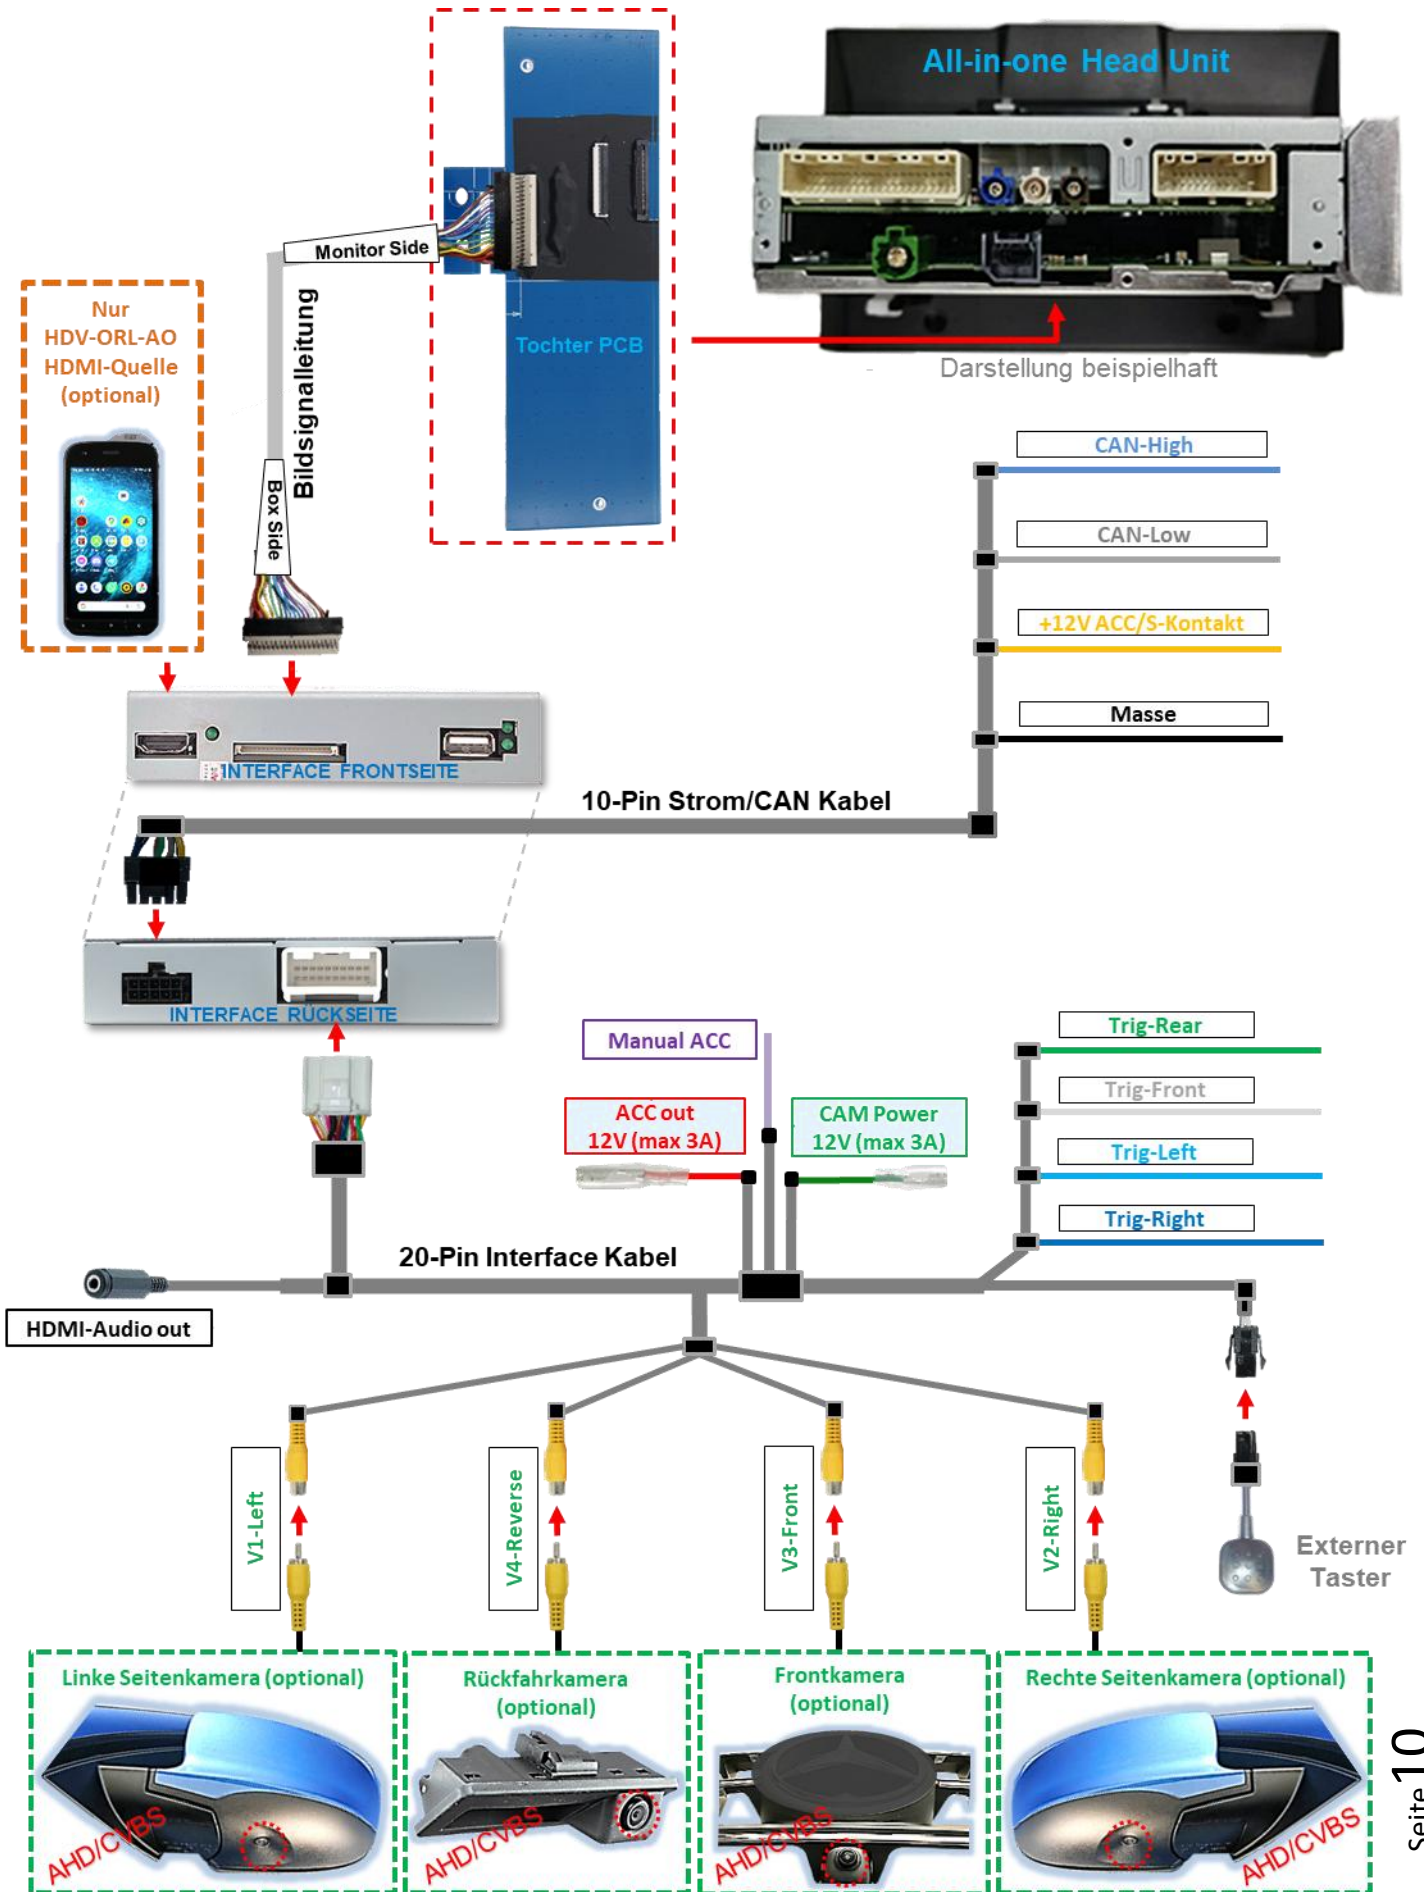 All-in-one Head Unit
Monitor Side
Tochter PCB
Darstellung beispielhaft
Bildsignalleitung
Box Side
Nur
HDV-ORL-AO
HDMI-Quelle
(optional)
CAN-High
CAN-Low
+12V ACC/S-Kontakt
Masse
INTERFACE FRONTSEITE
10-Pin Strom/CAN Kabel
INTERFACE RÜCKSEITE
Manual ACC
ACC out
12V (max 3A)
CAM Power
12V (max 3A)
Trig-Rear
Trig-Front
Trig-Left
Trig-Right
20-Pin Interface Kabel
HDMI-Audio out
V1-Left
V4-Reverse
V3-Front
V2-Right
Externer
Taster
Linke Seitenkamera (optional)
AHD/CVBS
Rückfahrkamera
(optional)
AHD/CVBS
Frontkamera
(optional)
AHD/CVBS
Rechte Seitenkamera (optional)
AHD/CVBS
Seite 10